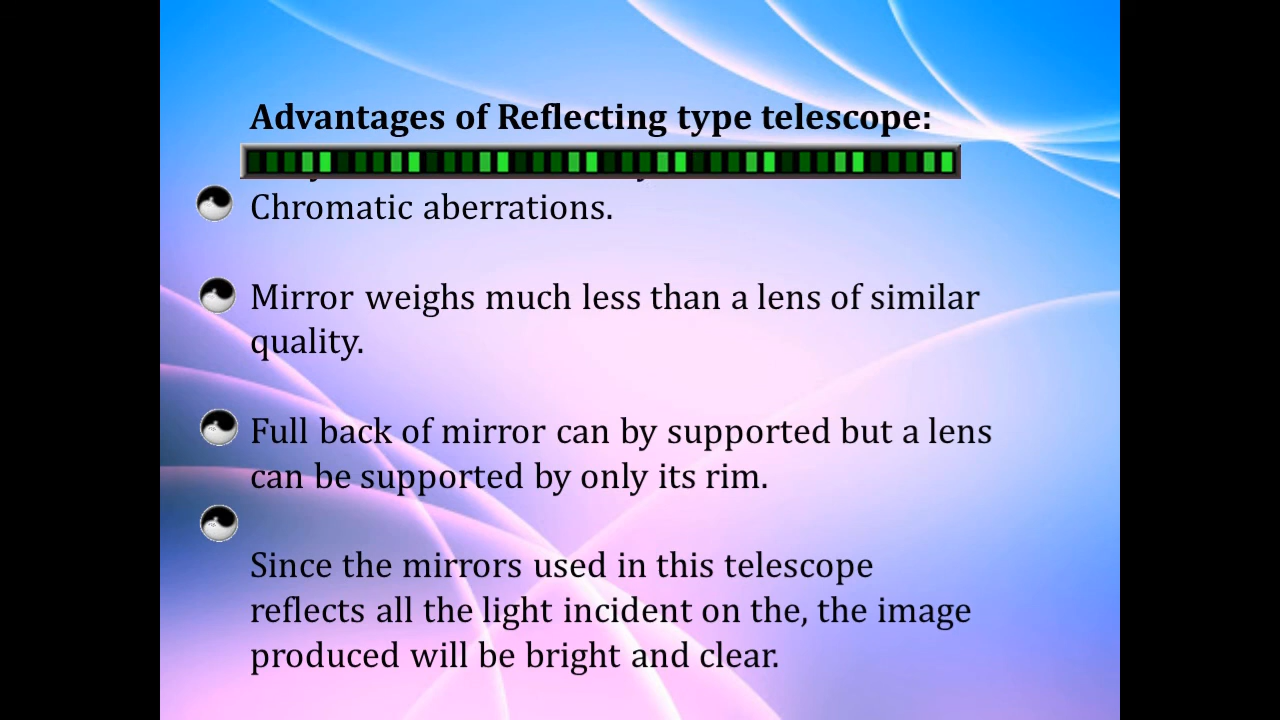 Advantages of Reflecting type telescope:
Chromatic aberrations.
Mirror weighs much less than a lens of similar
quality.
Full back of mirror can by supported but a lens
can be supported by only its rim.
Since the mirrors used in this telescope
reflects all the light incident on the, the image
produced will be bright and clear.